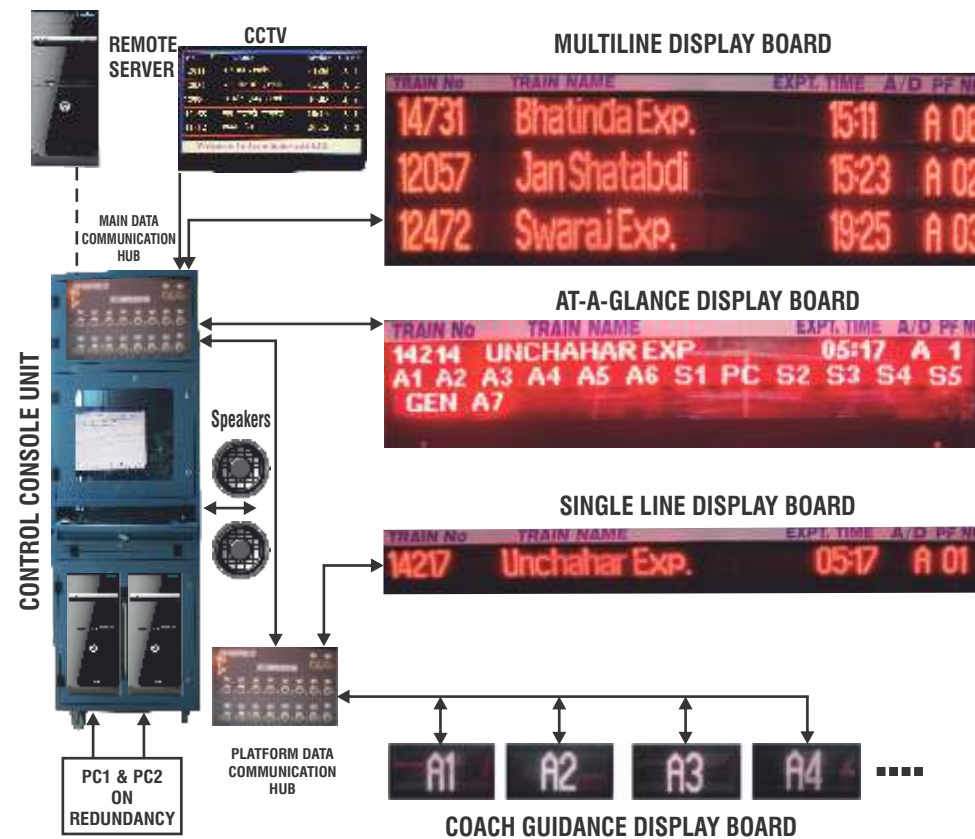 REMOTE
SERVER
CCTV
MULTILINE DISPLAY BOARD
TRAIN No TRAIN NAME EXPT. TIME A/D PF
14731 Bhatinda Exp. 15:11 A
12057 Jan Shatabdi 15:23 A 02
12472 Swaraj Exp. 19:25 A 03
MAIN DATA
COMMUNICATION
HUB
AT-A-GLANCE DISPLAY BOARD
TRAIN No TRAIN NAME EXPT. TIME A/D PF
14214 UNCHAHAR EXP 05:17 A 1
A1 A2 A3 A4 A5 A6 S1 PC S2 S3 S4 S5
GEN A7
CONTROL CONSOLE UNIT
Speakers
SINGLE LINE DISPLAY BOARD
TRAIN No TRAIN NAME EXPT. TIME A/D PF
14217 Unchahar Exp. 05:17 A 01
PLATFORM DATA
COMMUNICATION
HUB
A1 A2 A3 A4
PC1 & PC2
ON
REDUNDANCY
COACH GUIDANCE DISPLAY BOARD